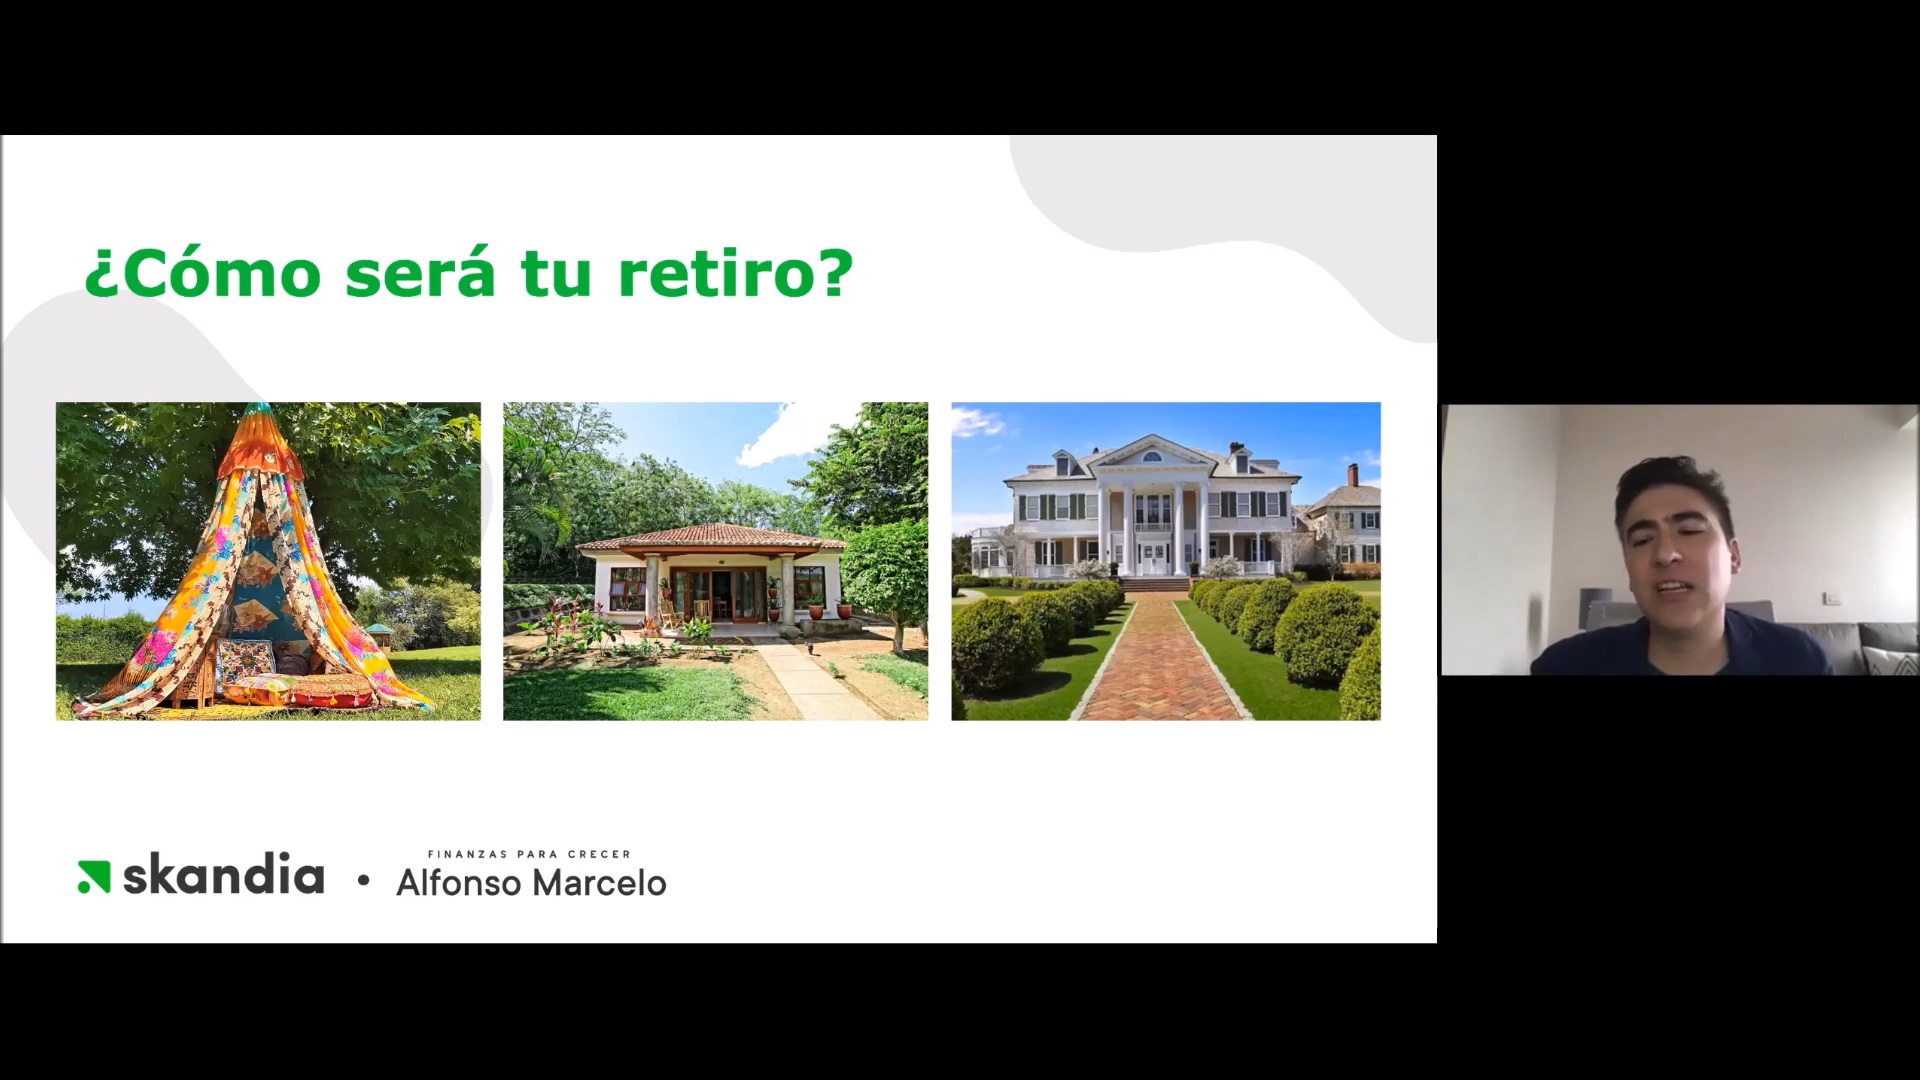 ¿Cómo será tu retiro?
skandia
FINANZAS PARA CRECER
Alfonso Marcelo